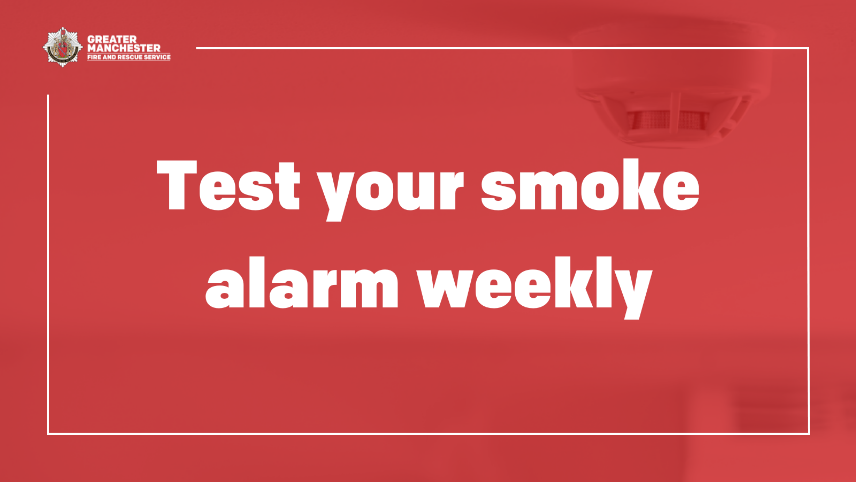 GREATER
MANCHESTER
FIRE AND RESCUE SERVICE
Test your smoke
alarm weekly